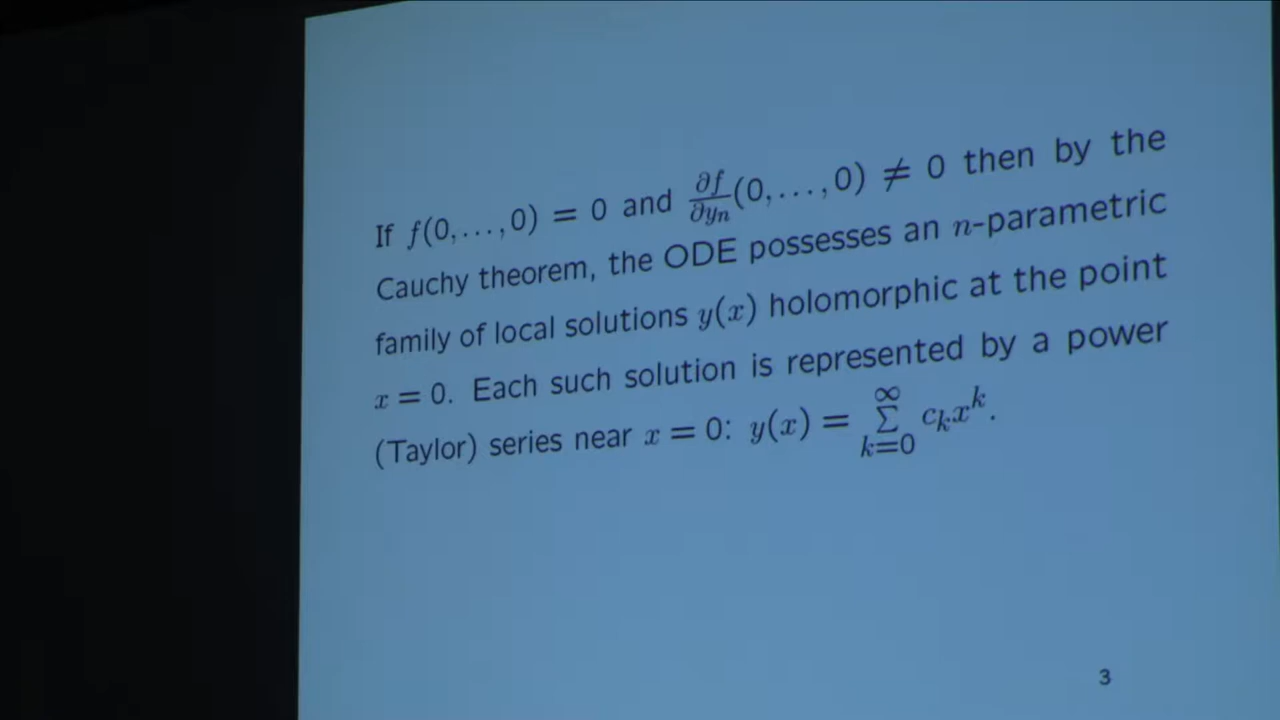 If f(0,...,0) = 0 and ∂f/∂yₙ(0,...,0) ≠ 0 then by the
Cauchy theorem, the ODE possesses an n-parametric
family of local solutions y(x) holomorphic at the point
x = 0. Each such solution is represented by a power
(Taylor) series near x = 0: y(x) = ∑_{k=0}^{∞} cₖxᵏ.
3